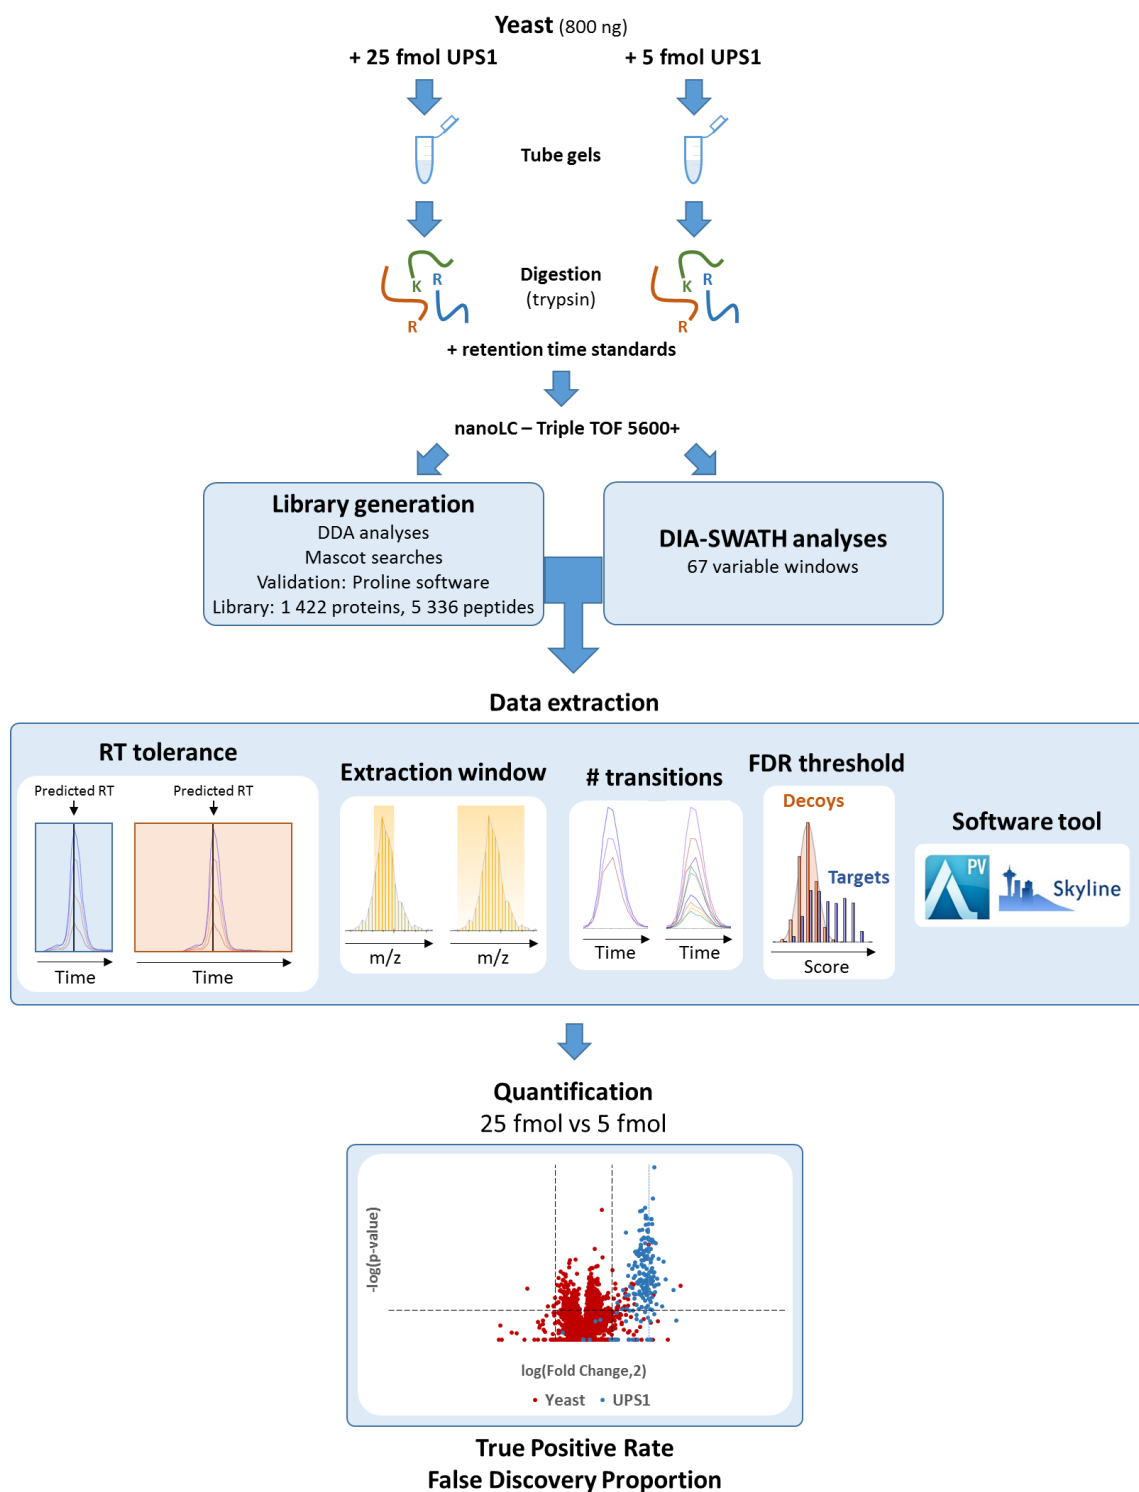 Yeast (800 ng)
+ 25 fmol UPS1
+ 5 fmol UPS1
Tube gels
Digestion
(trypsin)
K
R
R
K
R
R
+ retention time standards
nanoLC – Triple TOF 5600+
Library generation
DDA analyses
Mascot searches
Validation: Proline software
Library: 1 422 proteins, 5 336 peptides
DIA-SWATH analyses
67 variable windows
Data extraction
RT tolerance
Predicted RT
Predicted RT
Time
Time
Extraction window
m/z
m/z
# transitions
Time
Time
FDR threshold
Decoys
Targets
Score
Software tool
PV
Skyline
Quantification
25 fmol vs 5 fmol
-log(p-value)
log(Fold Change,2)
Yeast
UPS1
True Positive Rate
False Discovery Proportion